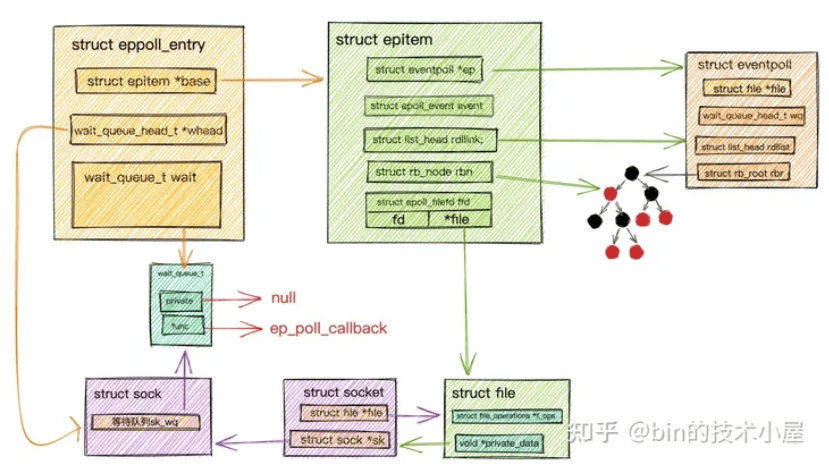 struct eppoll_entry
struct epitem *base
wait_queue_head_t *whead
wait_queue_t wait
struct epitem
struct eventpoll *ep
struct epoll_event event
struct list_head rdllink;
struct rb_node rbn
struct epoll_filefd ffd
fd
*file
struct eventpoll
struct file *file
wait_queue_head_t wq
struct list_head rdllist
struct rb_root rbr
wait_queue_t
private
func
null
ep_poll_callback
struct sock
等待队列sk_wq
struct socket
struct file *file
struct sock *sk
struct file
struct file_operations *f_ops
void *private_data
知乎 @bin的技术小屋